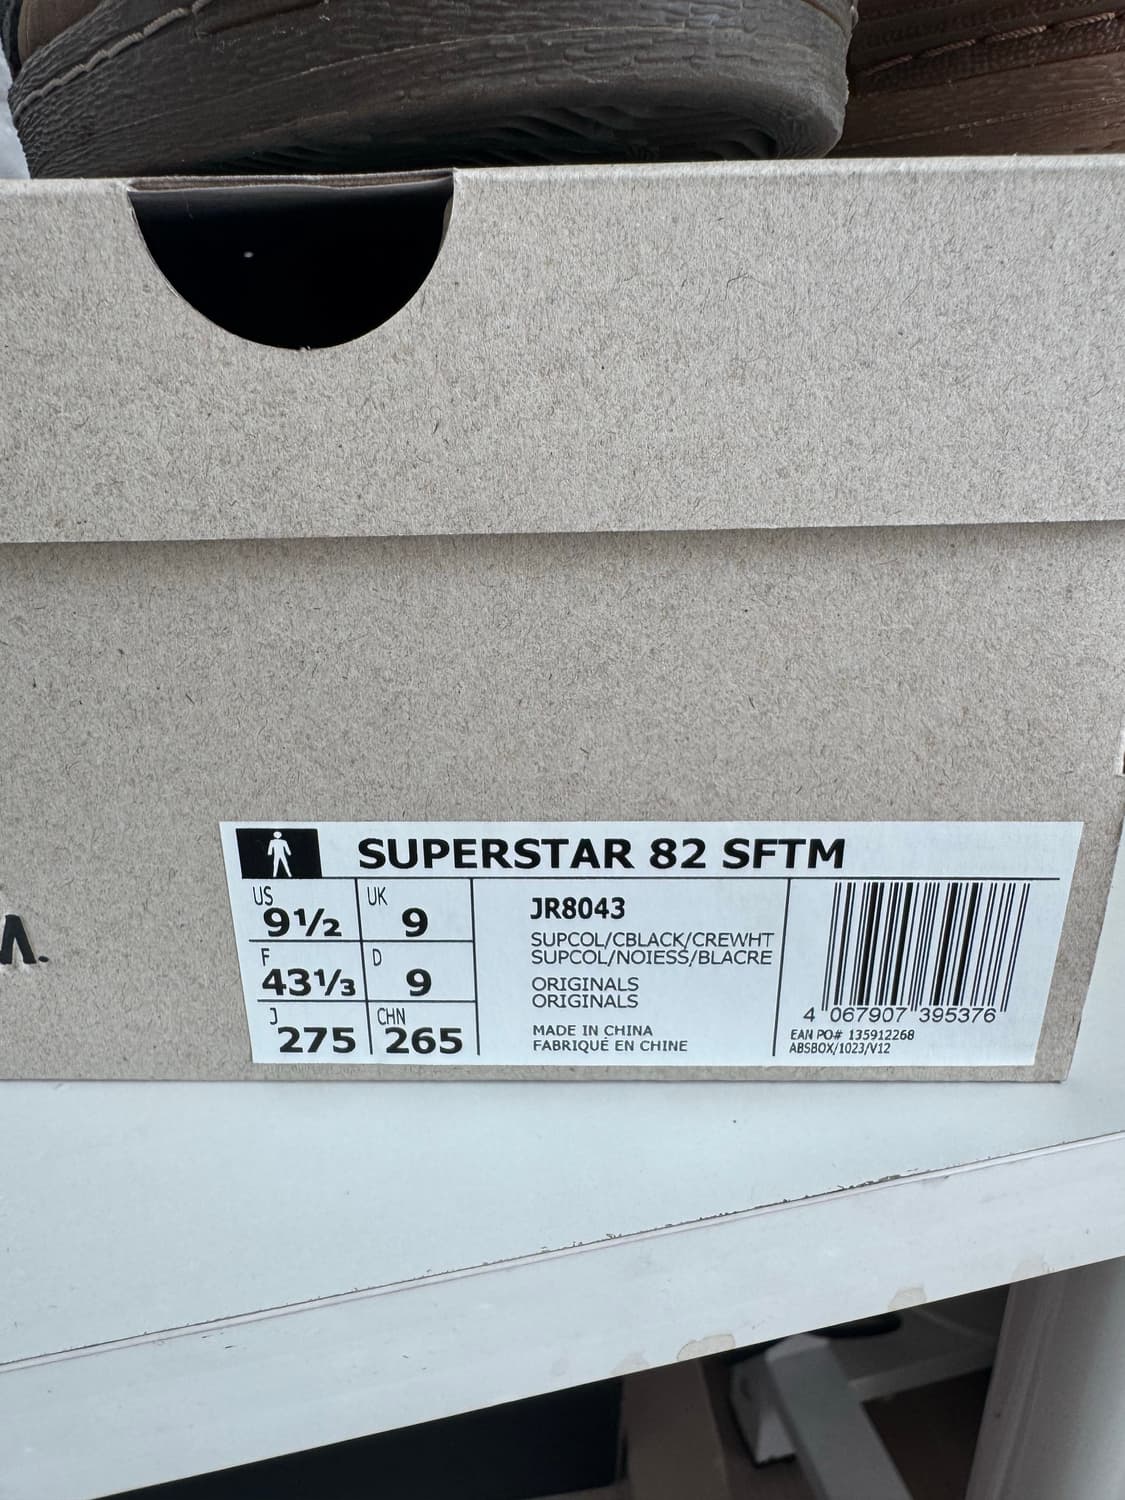 SUPERSTAR 82 SFTM
US 9½ UK 9
F 43⅓ D 9
J 275 CHN 265
JR8043
SUPCOL/CBLACK/CREWHT
SUPCOL/NOIESS/BLACRE
ORIGINALS
ORIGINALS
MADE IN CHINA
FABRIQUÉ EN CHINE
4 067907 395376
EAN PO# 135912268
ABSBOX/1023/V12